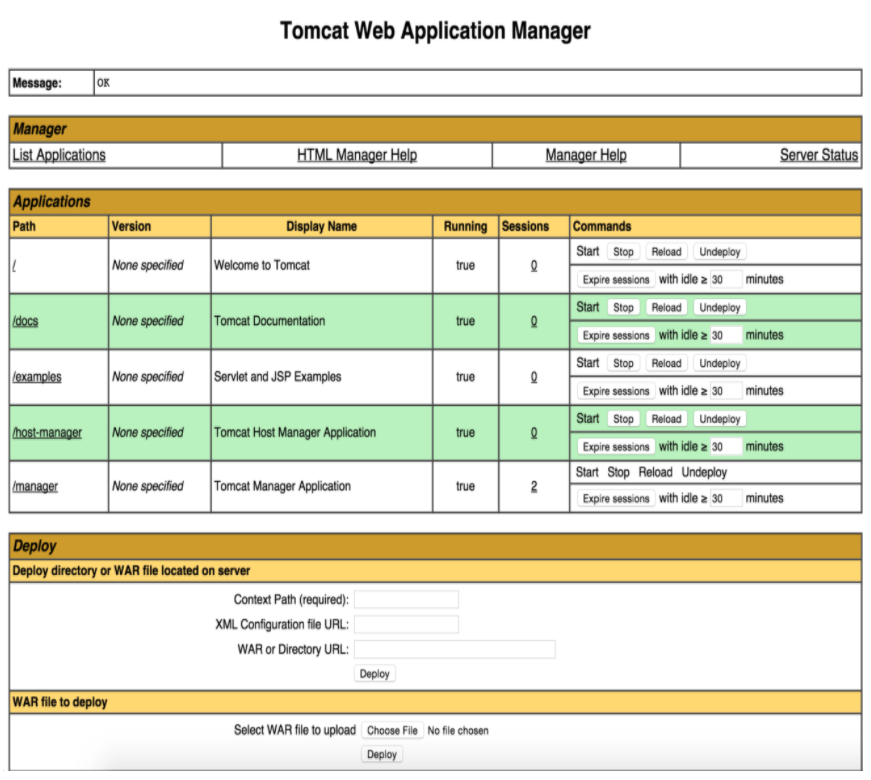 Tomcat Web Application Manager
Message: OK
Manager
List Applications HTML Manager Help Manager Help Server Status
Applications
Path Version Display Name Running Sessions Commands
/ None specified Welcome to Tomcat true 0 Start Stop Reload Undeploy
Expire sessions with idle ≥ 30 minutes
/docs None specified Tomcat Documentation true 0 Start Stop Reload Undeploy
Expire sessions with idle ≥ 30 minutes
/examples None specified Servlet and JSP Examples true 0 Start Stop Reload Undeploy
Expire sessions with idle ≥ 30 minutes
/host-manager None specified Tomcat Host Manager Application true 0 Start Stop Reload Undeploy
Expire sessions with idle ≥ 30 minutes
/manager None specified Tomcat Manager Application true 2 Start Stop Reload Undeploy
Expire sessions with idle ≥ 30 minutes
Deploy
Deploy directory or WAR file located on server
Context Path (required):
XML Configuration file URL:
WAR or Directory URL:
Deploy
WAR file to deploy
Select WAR file to upload Choose File No file chosen
Deploy